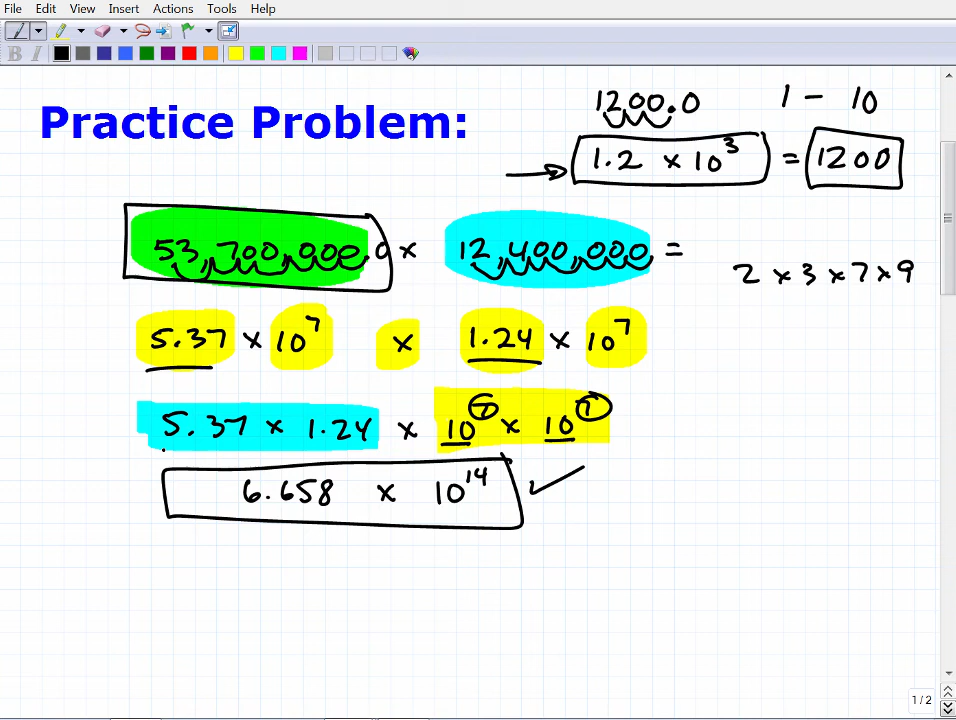 File Edit View Insert Actions Tools Help
B I
Practice Problem:
1200.0
1 - 10
1.2 x 10³ = 1200
53,700,000.0 x 12,400,000 =
2 x 3 x 7 x 9
5.37 x 10⁷ x 1.24 x 10⁷
5.37 x 1.24 x 10⁷ x 10⁷
6.658 x 10¹⁴
1 / 2